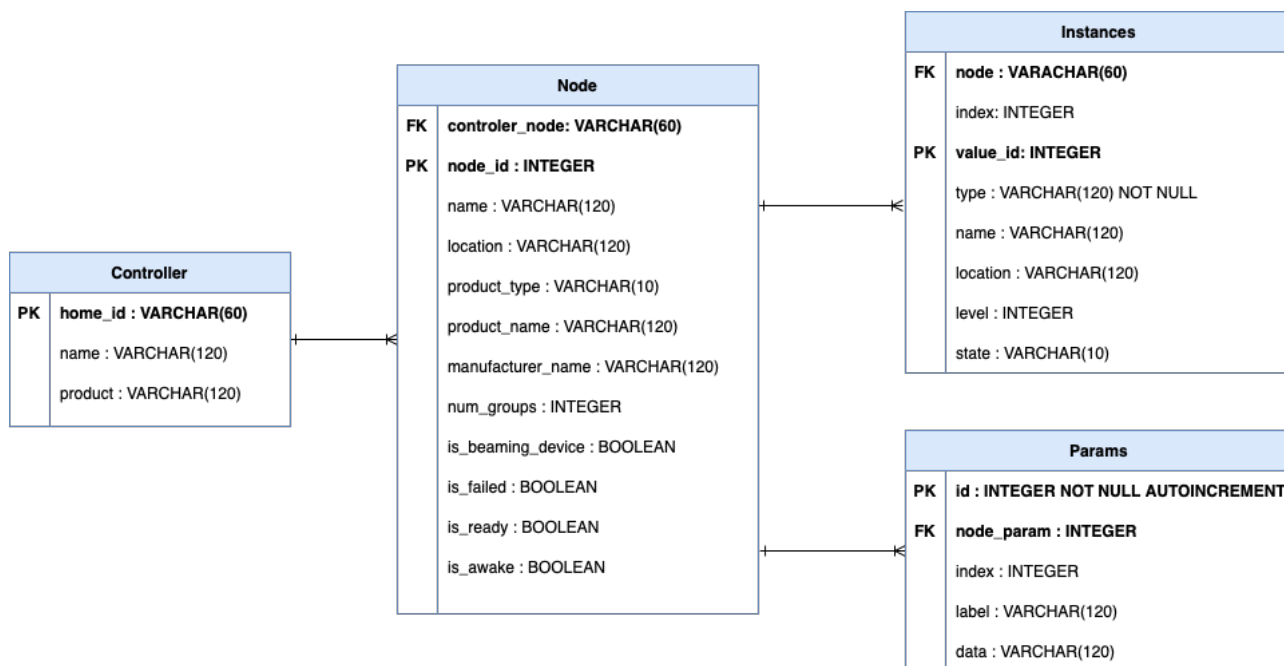 Controller
PK home_id : VARCHAR(60)
name : VARCHAR(120)
product : VARCHAR(120)
Node
FK controler_node: VARCHAR(60)
PK node_id : INTEGER
name : VARCHAR(120)
location : VARCHAR(120)
product_type : VARCHAR(10)
product_name : VARCHAR(120)
manufacturer_name : VARCHAR(120)
num_groups : INTEGER
is_beaming_device : BOOLEAN
is_failed : BOOLEAN
is_ready : BOOLEAN
is_awake : BOOLEAN
Instances
FK node : VARACHAR(60)
index: INTEGER
PK value_id: INTEGER
type : VARCHAR(120) NOT NULL
name : VARCHAR(120)
location : VARCHAR(120)
level : INTEGER
state : VARCHAR(10)
Params
PK id : INTEGER NOT NULL AUTOINCREMENT
FK node_param : INTEGER
index : INTEGER
label : VARCHAR(120)
data : VARCHAR(120)